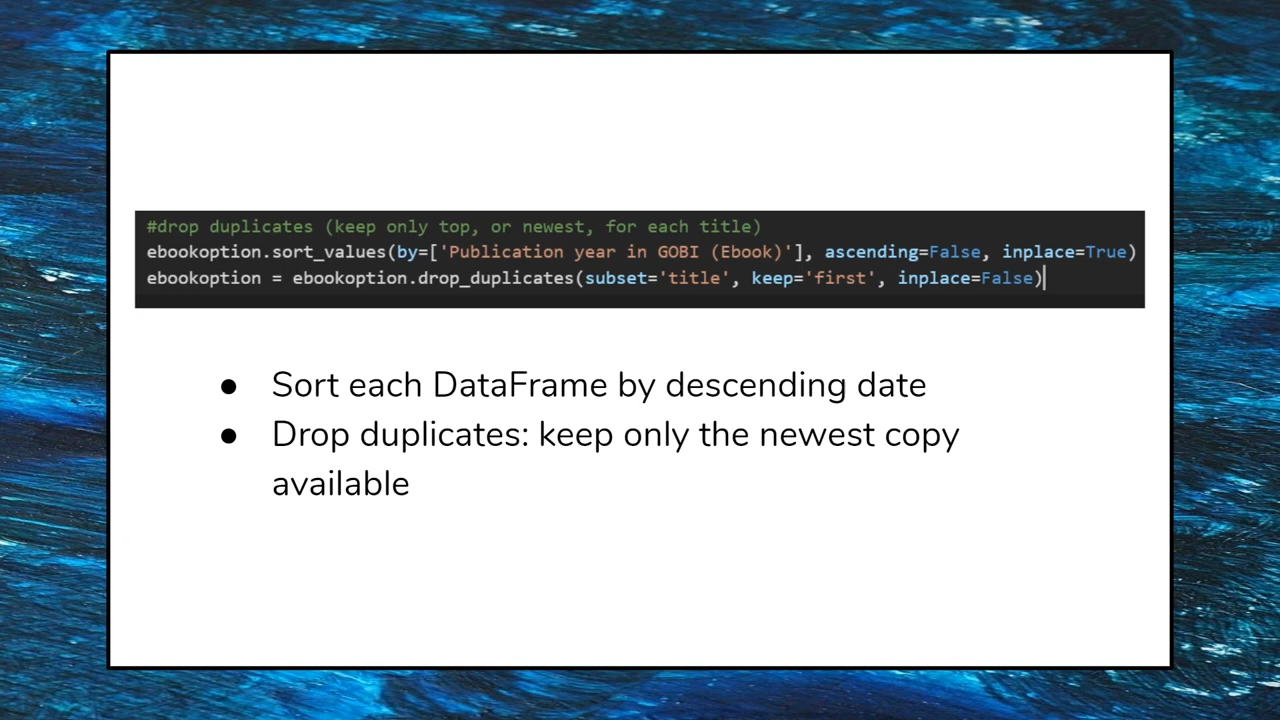 #drop duplicates (keep only top, or newest, for each title)
ebookoption.sort_values(by=['Publication year in GOBI (Ebook)'], ascending=False, inplace=True)
ebookoption = ebookoption.drop_duplicates(subset='title', keep='first', inplace=False)
● Sort each DataFrame by descending date
● Drop duplicates: keep only the newest copy
available